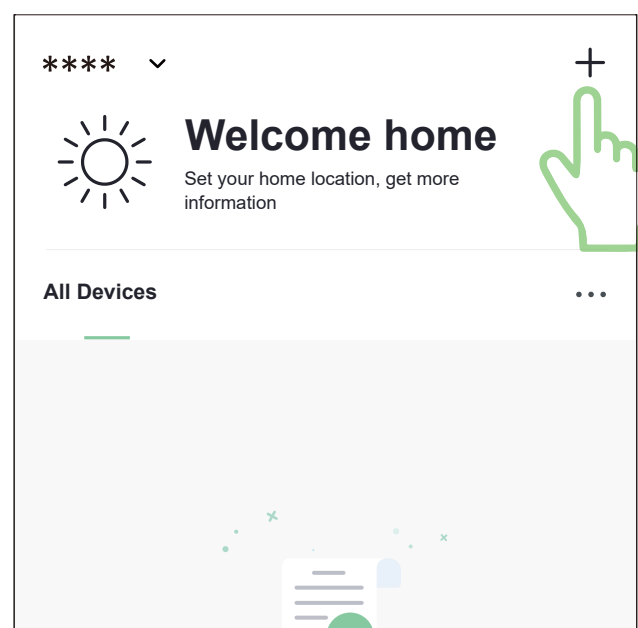 ****
Welcome home
Set your home location, get more
information
All Devices